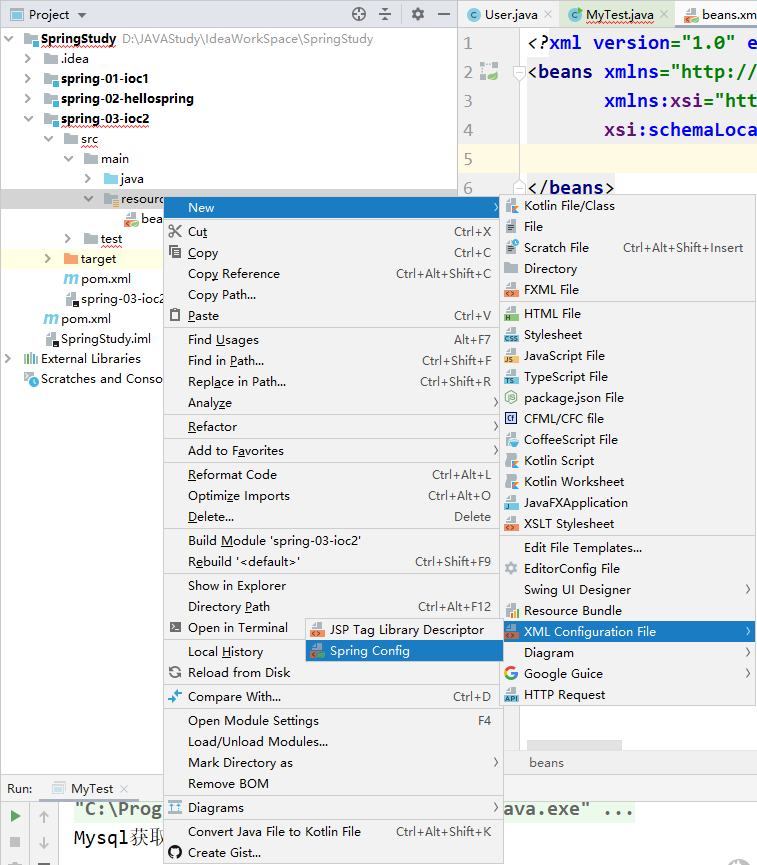 Project
SpringStudy D:\JAVAStudy\IdeaWorkSpace\SpringStudy
.idea
spring-01-ioc1
spring-02-hellospring
spring-03-ioc2
src
main
java
resourc
bea
test
target
pom.xml
spring-03-ioc2
pom.xml
SpringStudy.iml
External Libraries
Scratches and Conso
User.java
MyTest.java
beans.xm
1 <?xml version="1.0" e
2 <beans xmlns="http://
3 xmlns:xsi="htt
4 xsi:schemaLoca
5
6 </beans>
New
Cut Ctrl+X
Copy Ctrl+C
Copy Reference Ctrl+Alt+Shift+C
Copy Path...
Paste Ctrl+V
Find Usages Alt+F7
Find in Path... Ctrl+Shift+F
Replace in Path... Ctrl+Shift+R
Analyze
Refactor
Add to Favorites
Reformat Code Ctrl+Alt+L
Optimize Imports Ctrl+Alt+O
Delete... Delete
Build Module 'spring-03-ioc2'
Rebuild '<default>' Ctrl+Shift+F9
Show in Explorer
Directory Path Ctrl+Alt+F12
Open in Terminal
Local History
Reload from Disk
Compare With... Ctrl+D
Open Module Settings F4
Load/Unload Modules...
Mark Directory as
Remove BOM
Diagrams
Convert Java File to Kotlin File Ctrl+Alt+Shift+K
Create Gist...
JSP Tag Library Descriptor
Spring Config
Kotlin File/Class
File
Scratch File Ctrl+Alt+Shift+Insert
Directory
FXML File
HTML File
Stylesheet
JavaScript File
TypeScript File
package.json File
CFML/CFC file
CoffeeScript File
Kotlin Script
Kotlin Worksheet
JavaFXApplication
XSLT Stylesheet
Edit File Templates...
EditorConfig File
Swing UI Designer
Resource Bundle
XML Configuration File
Diagram
Google Guice
HTTP Request
beans
Run: MyTest
"C:\Prog ava.exe" ...
Mysql获取